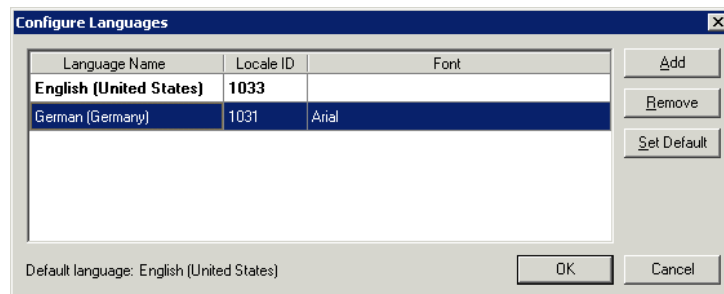 Configure Languages
Language Name Locale ID Font Add
English (United States) 1033
Remove
German (Germany) 1031 Arial
Set Default
Default language: English (United States) OK Cancel